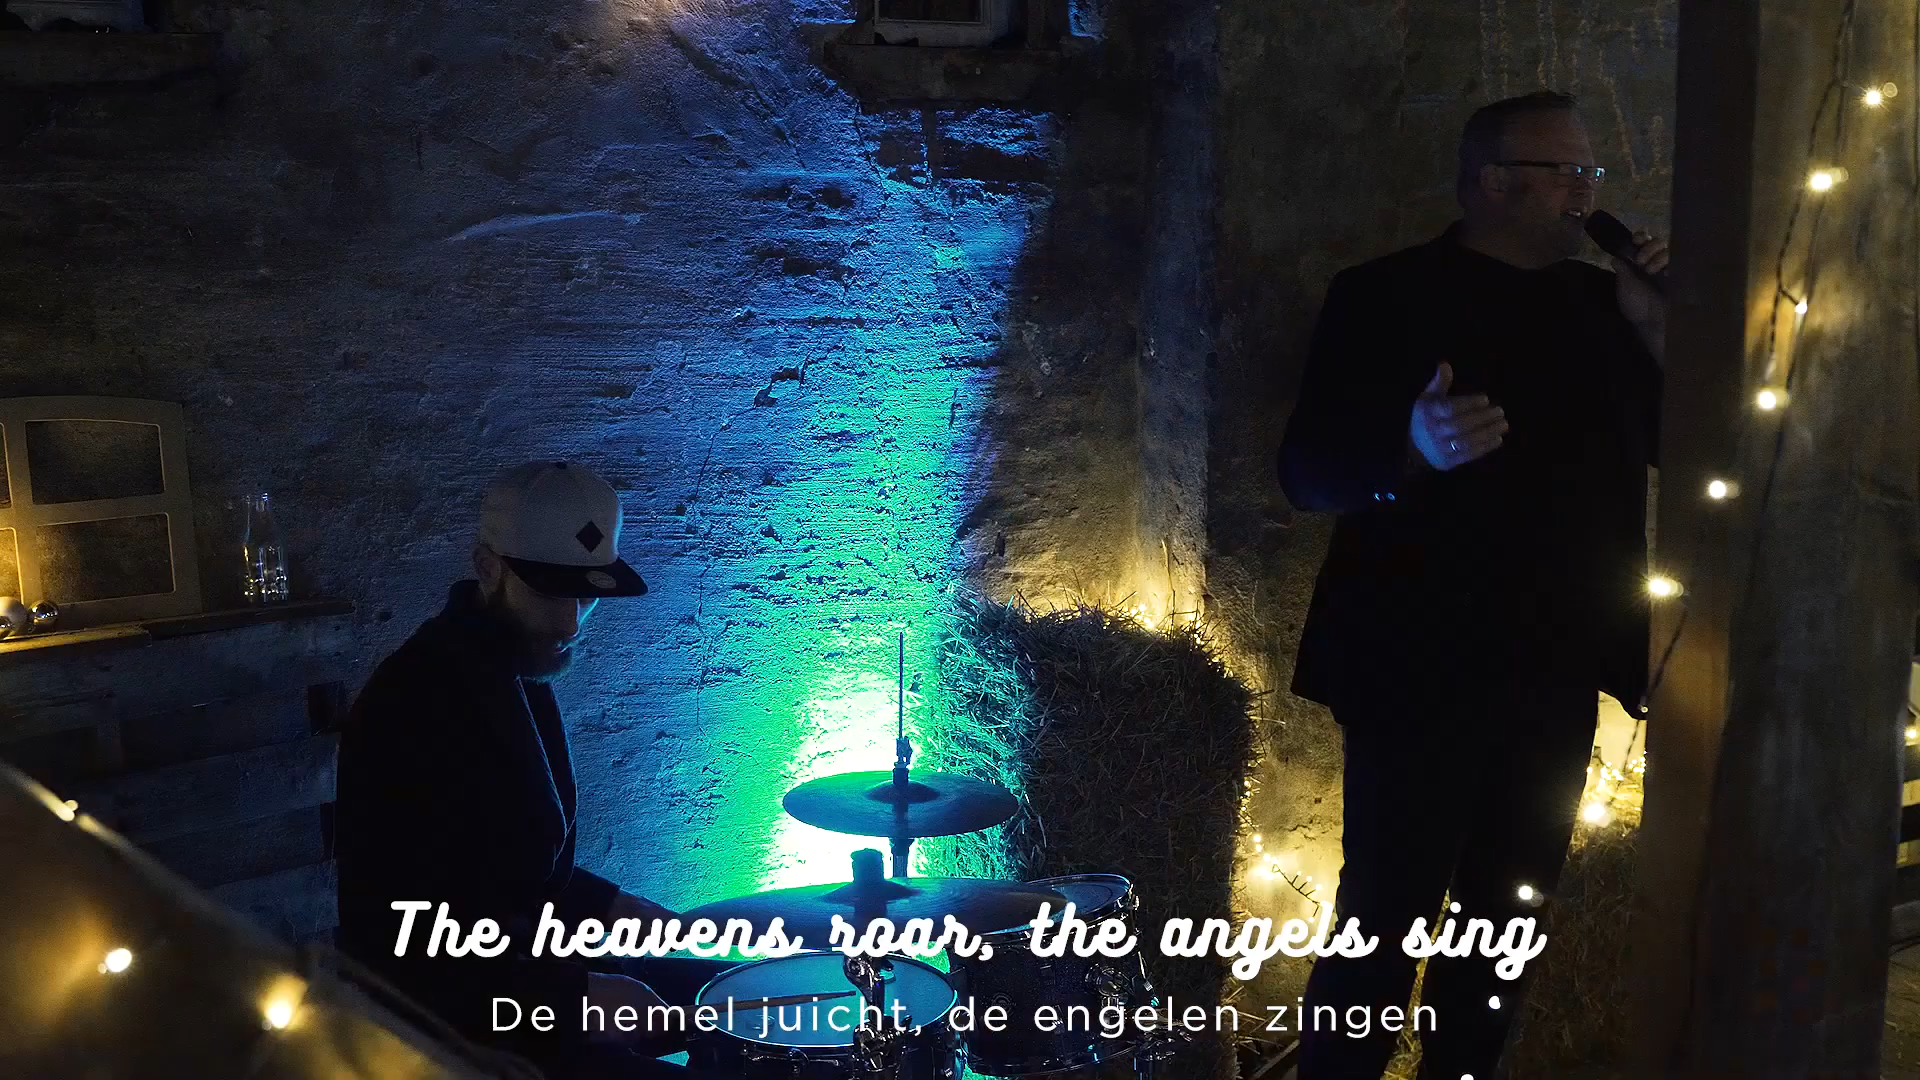 The heavens roar, the angels sing
De hemel juicht, de engelen zingen